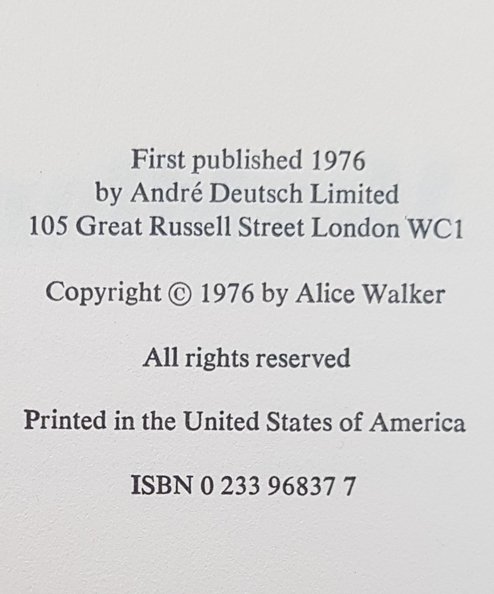 First published 1976
by André Deutsch Limited
105 Great Russell Street London WC1
Copyright © 1976 by Alice Walker
All rights reserved
Printed in the United States of America
ISBN 0 233 96837 7